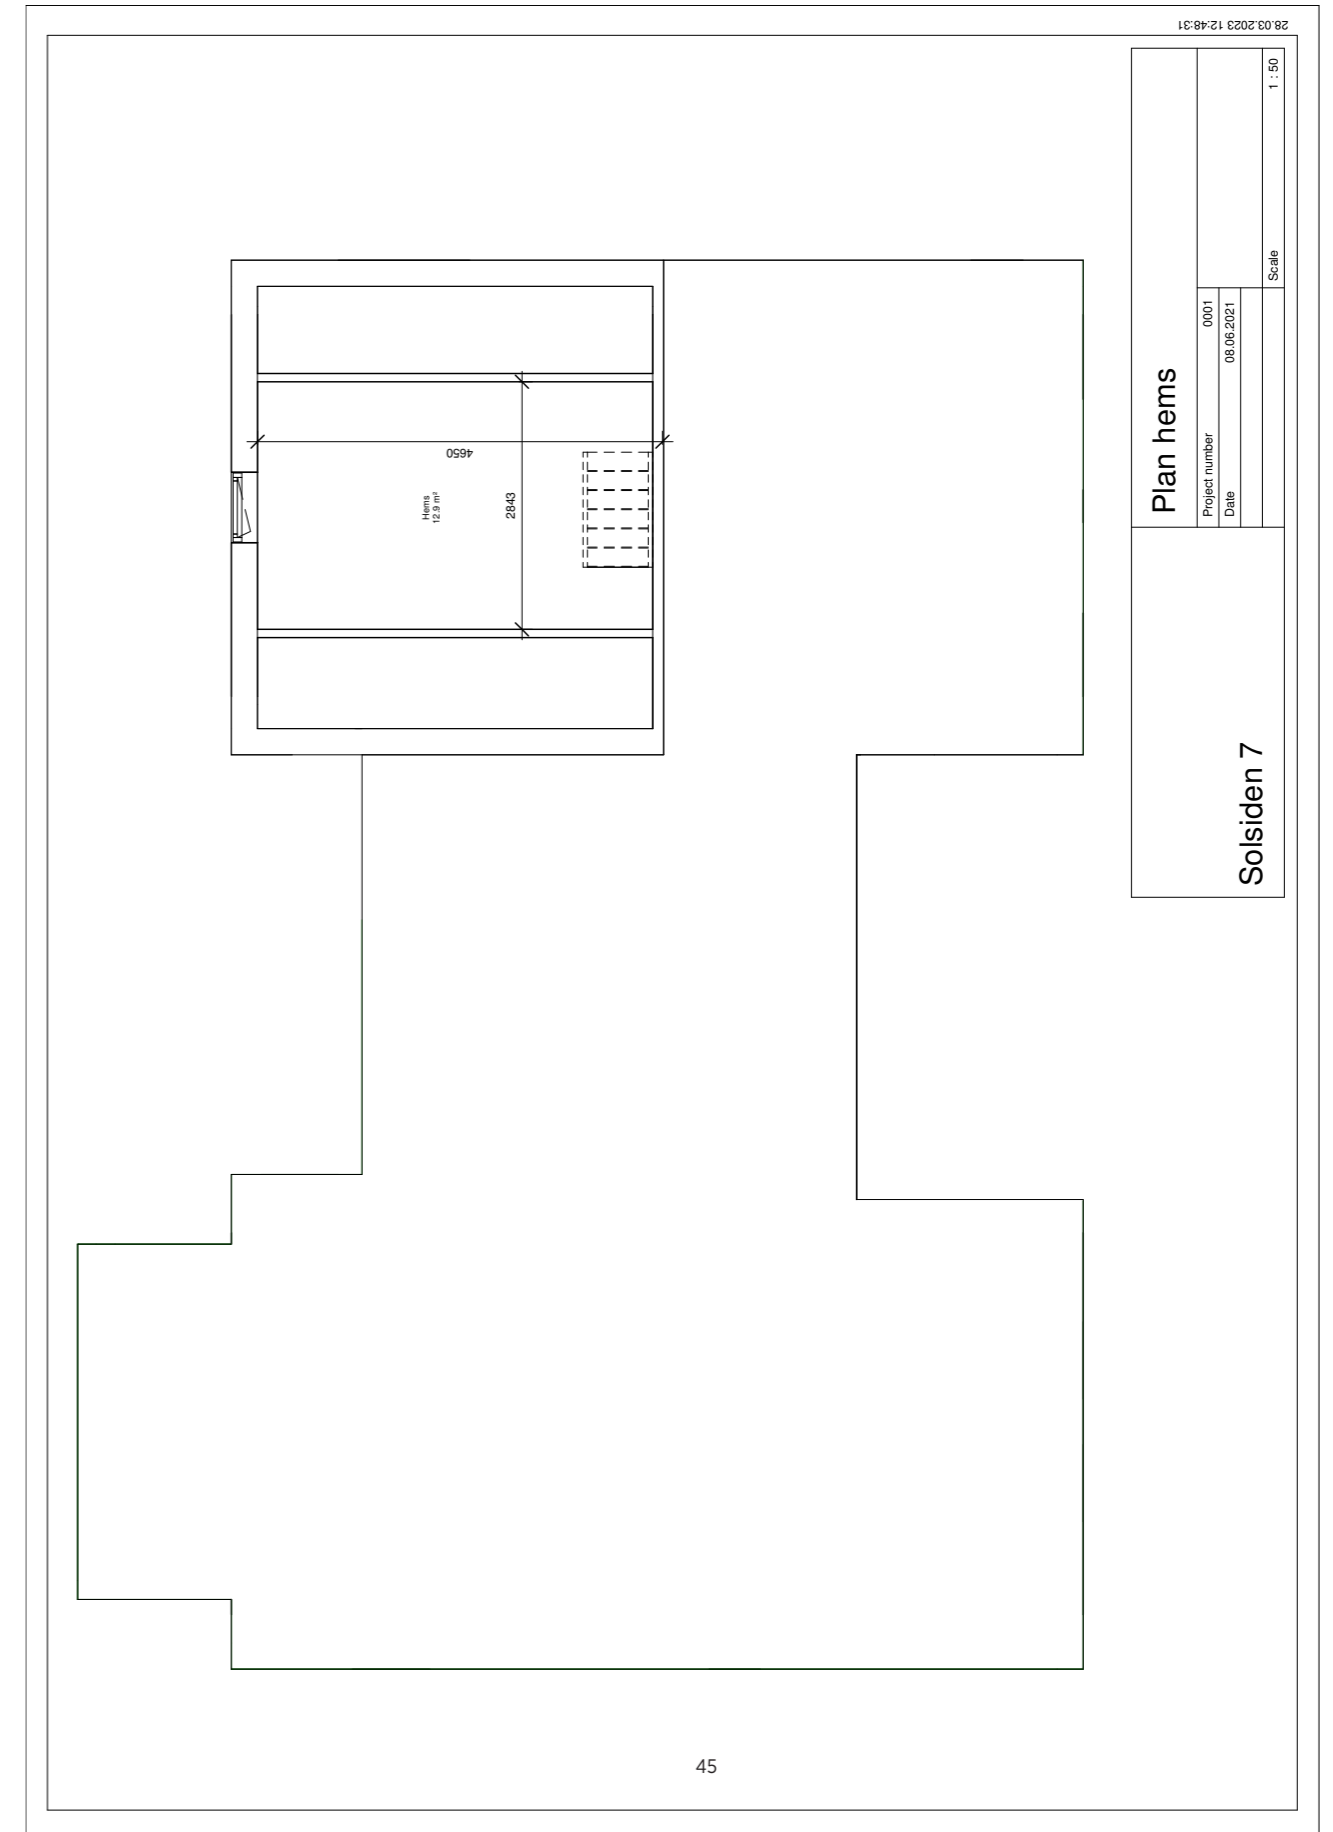 28.03.2023 12:48:31
Solsiden 7
Plan hems
Project number 0001
Date 08.06.2021
Scale 1 : 50
4650
Hems
12.9 m²
2843
45